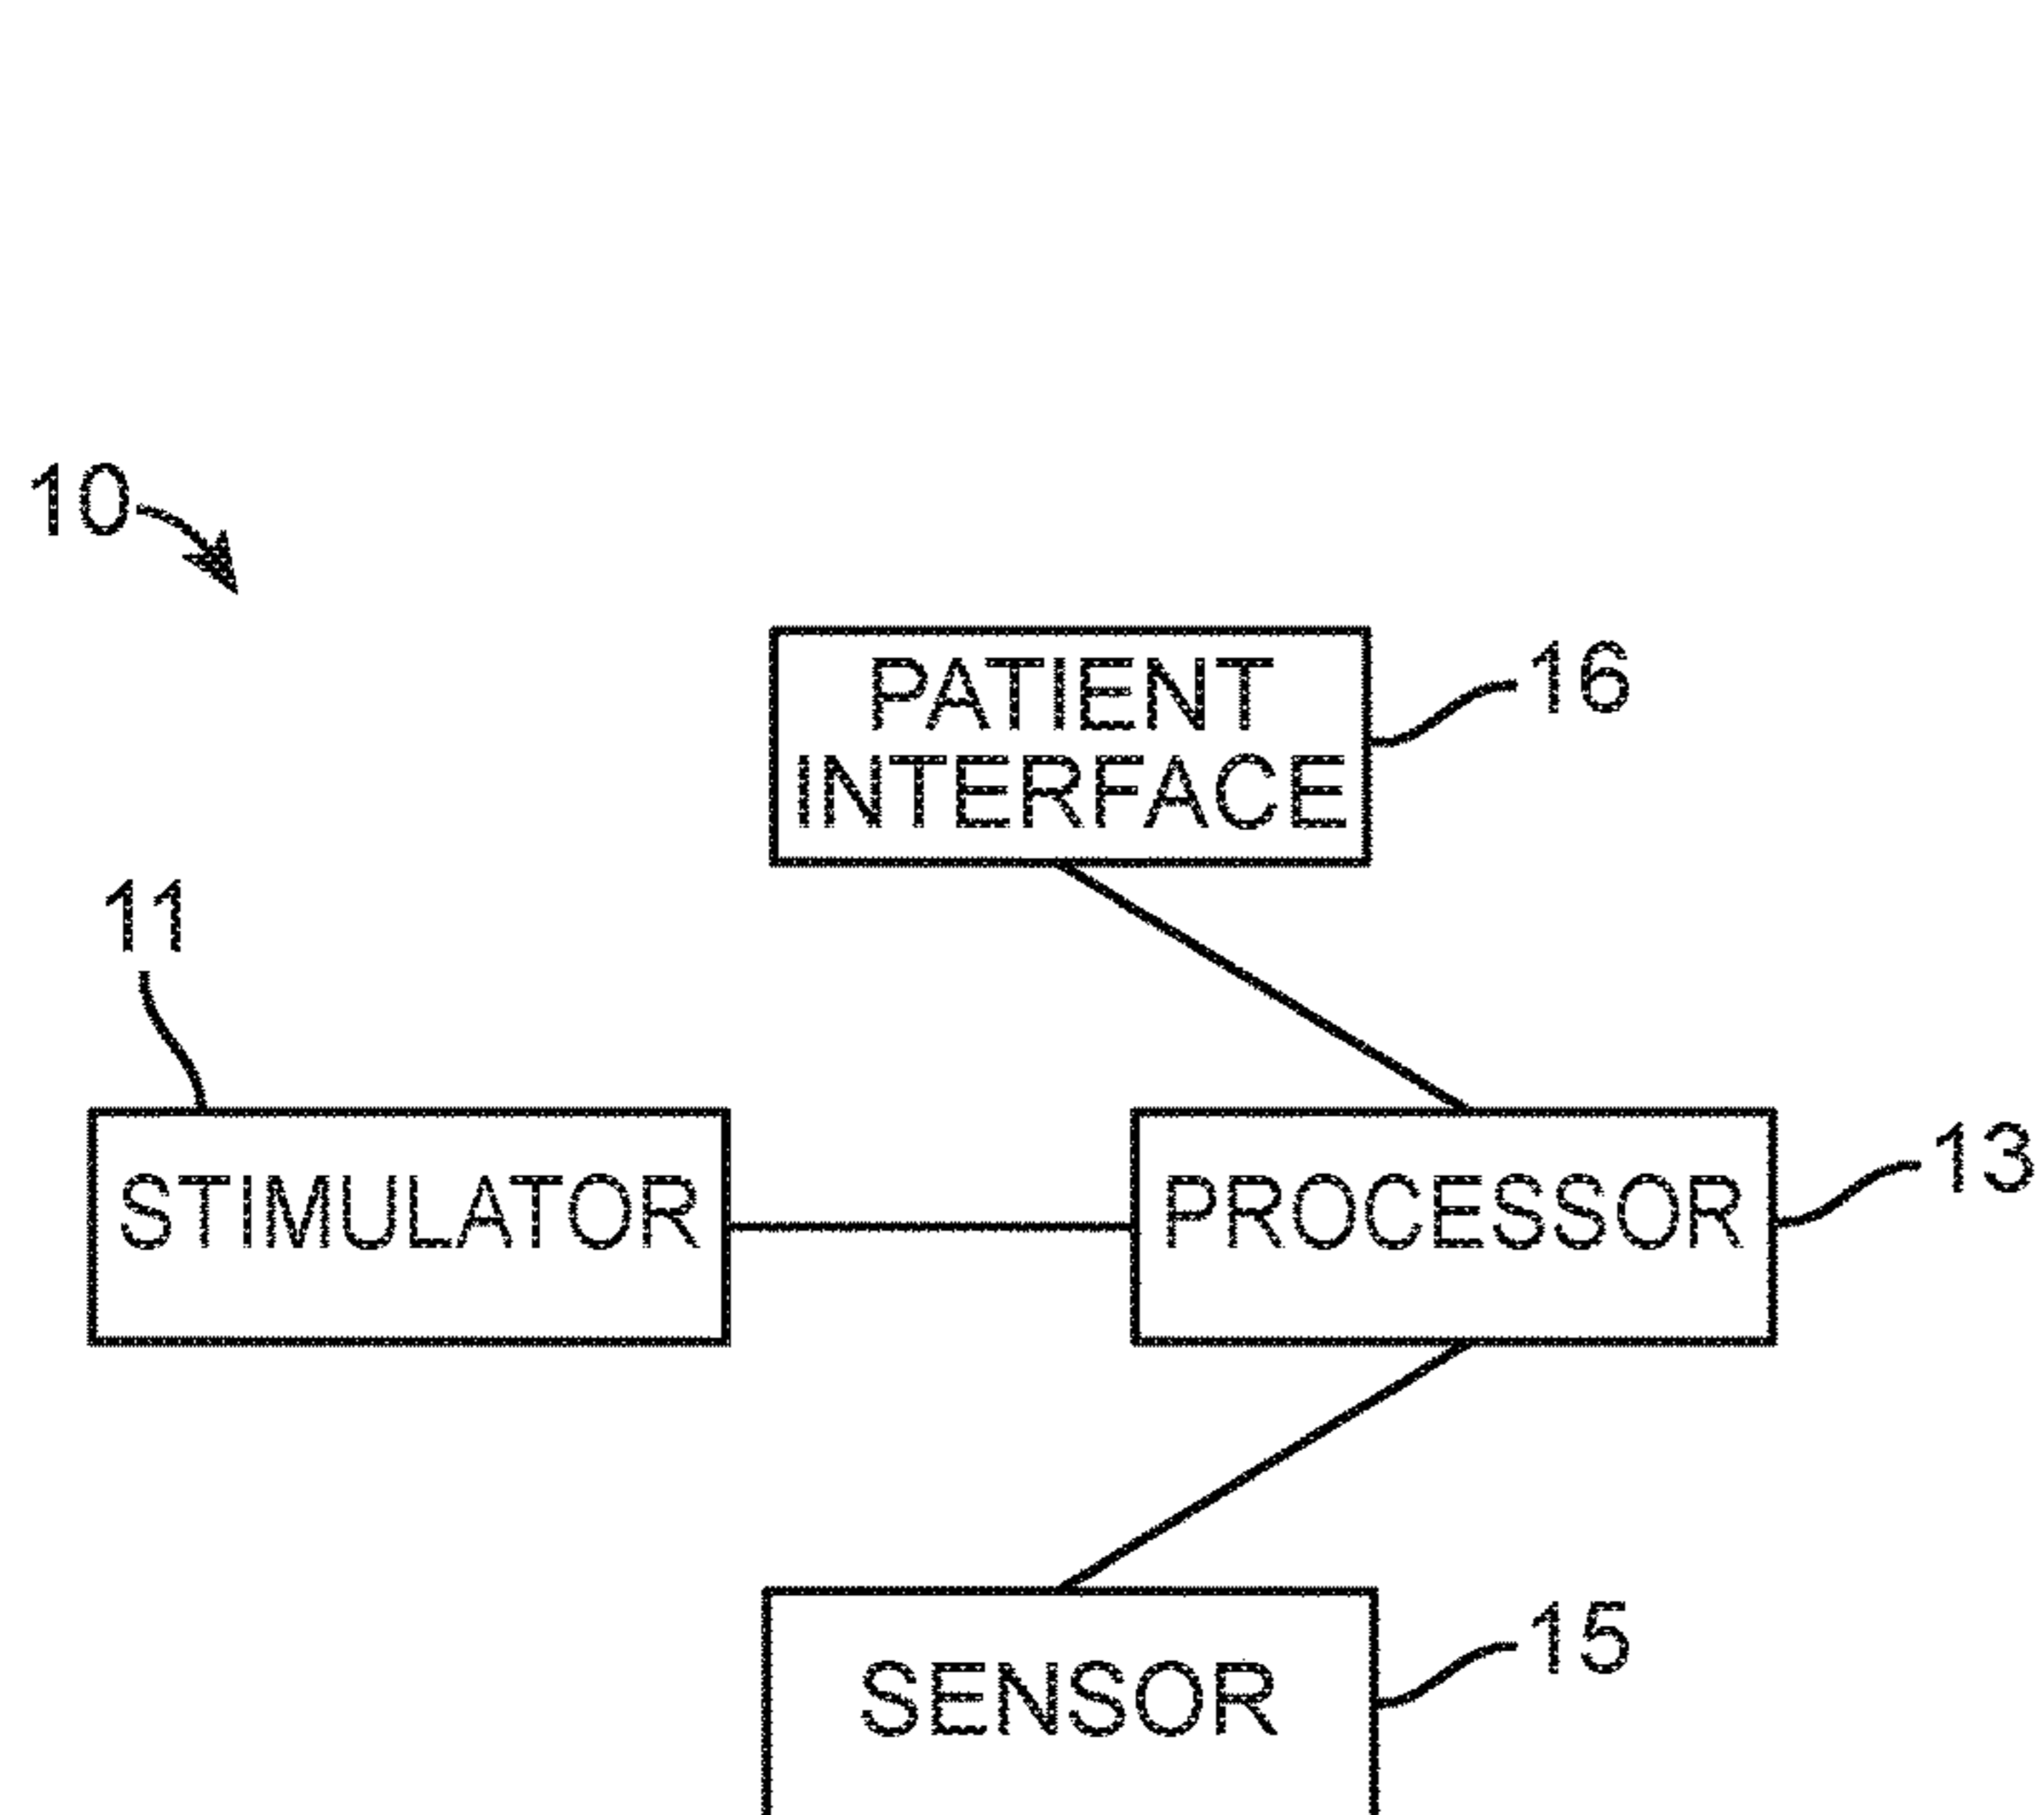 10
PATIENT
INTERFACE
16
11
STIMULATOR
PROCESSOR
13
SENSOR
15